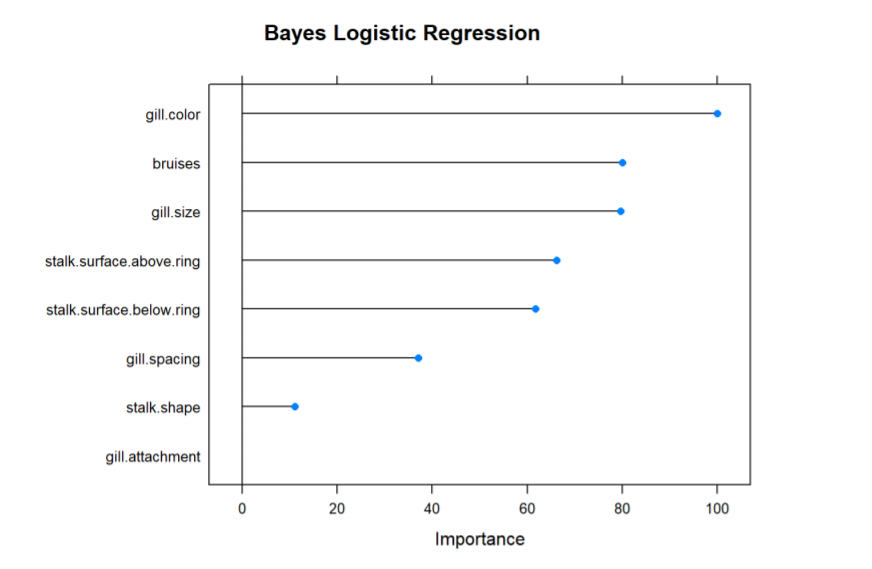 Bayes Logistic Regression
gill.color
bruises
gill.size
stalk.surface.above.ring
stalk.surface.below.ring
gill.spacing
stalk.shape
gill.attachment
0 20 40 60 80 100
Importance